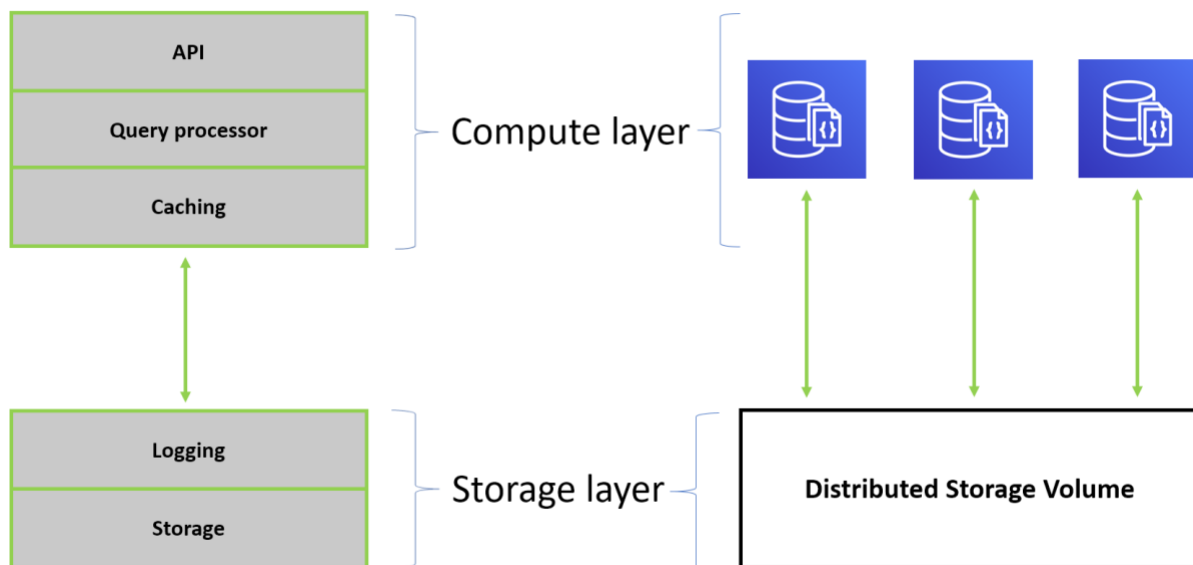 API
Query processor
Caching
Compute layer
{}
{}
{}
Logging
Storage
Storage layer
Distributed Storage Volume